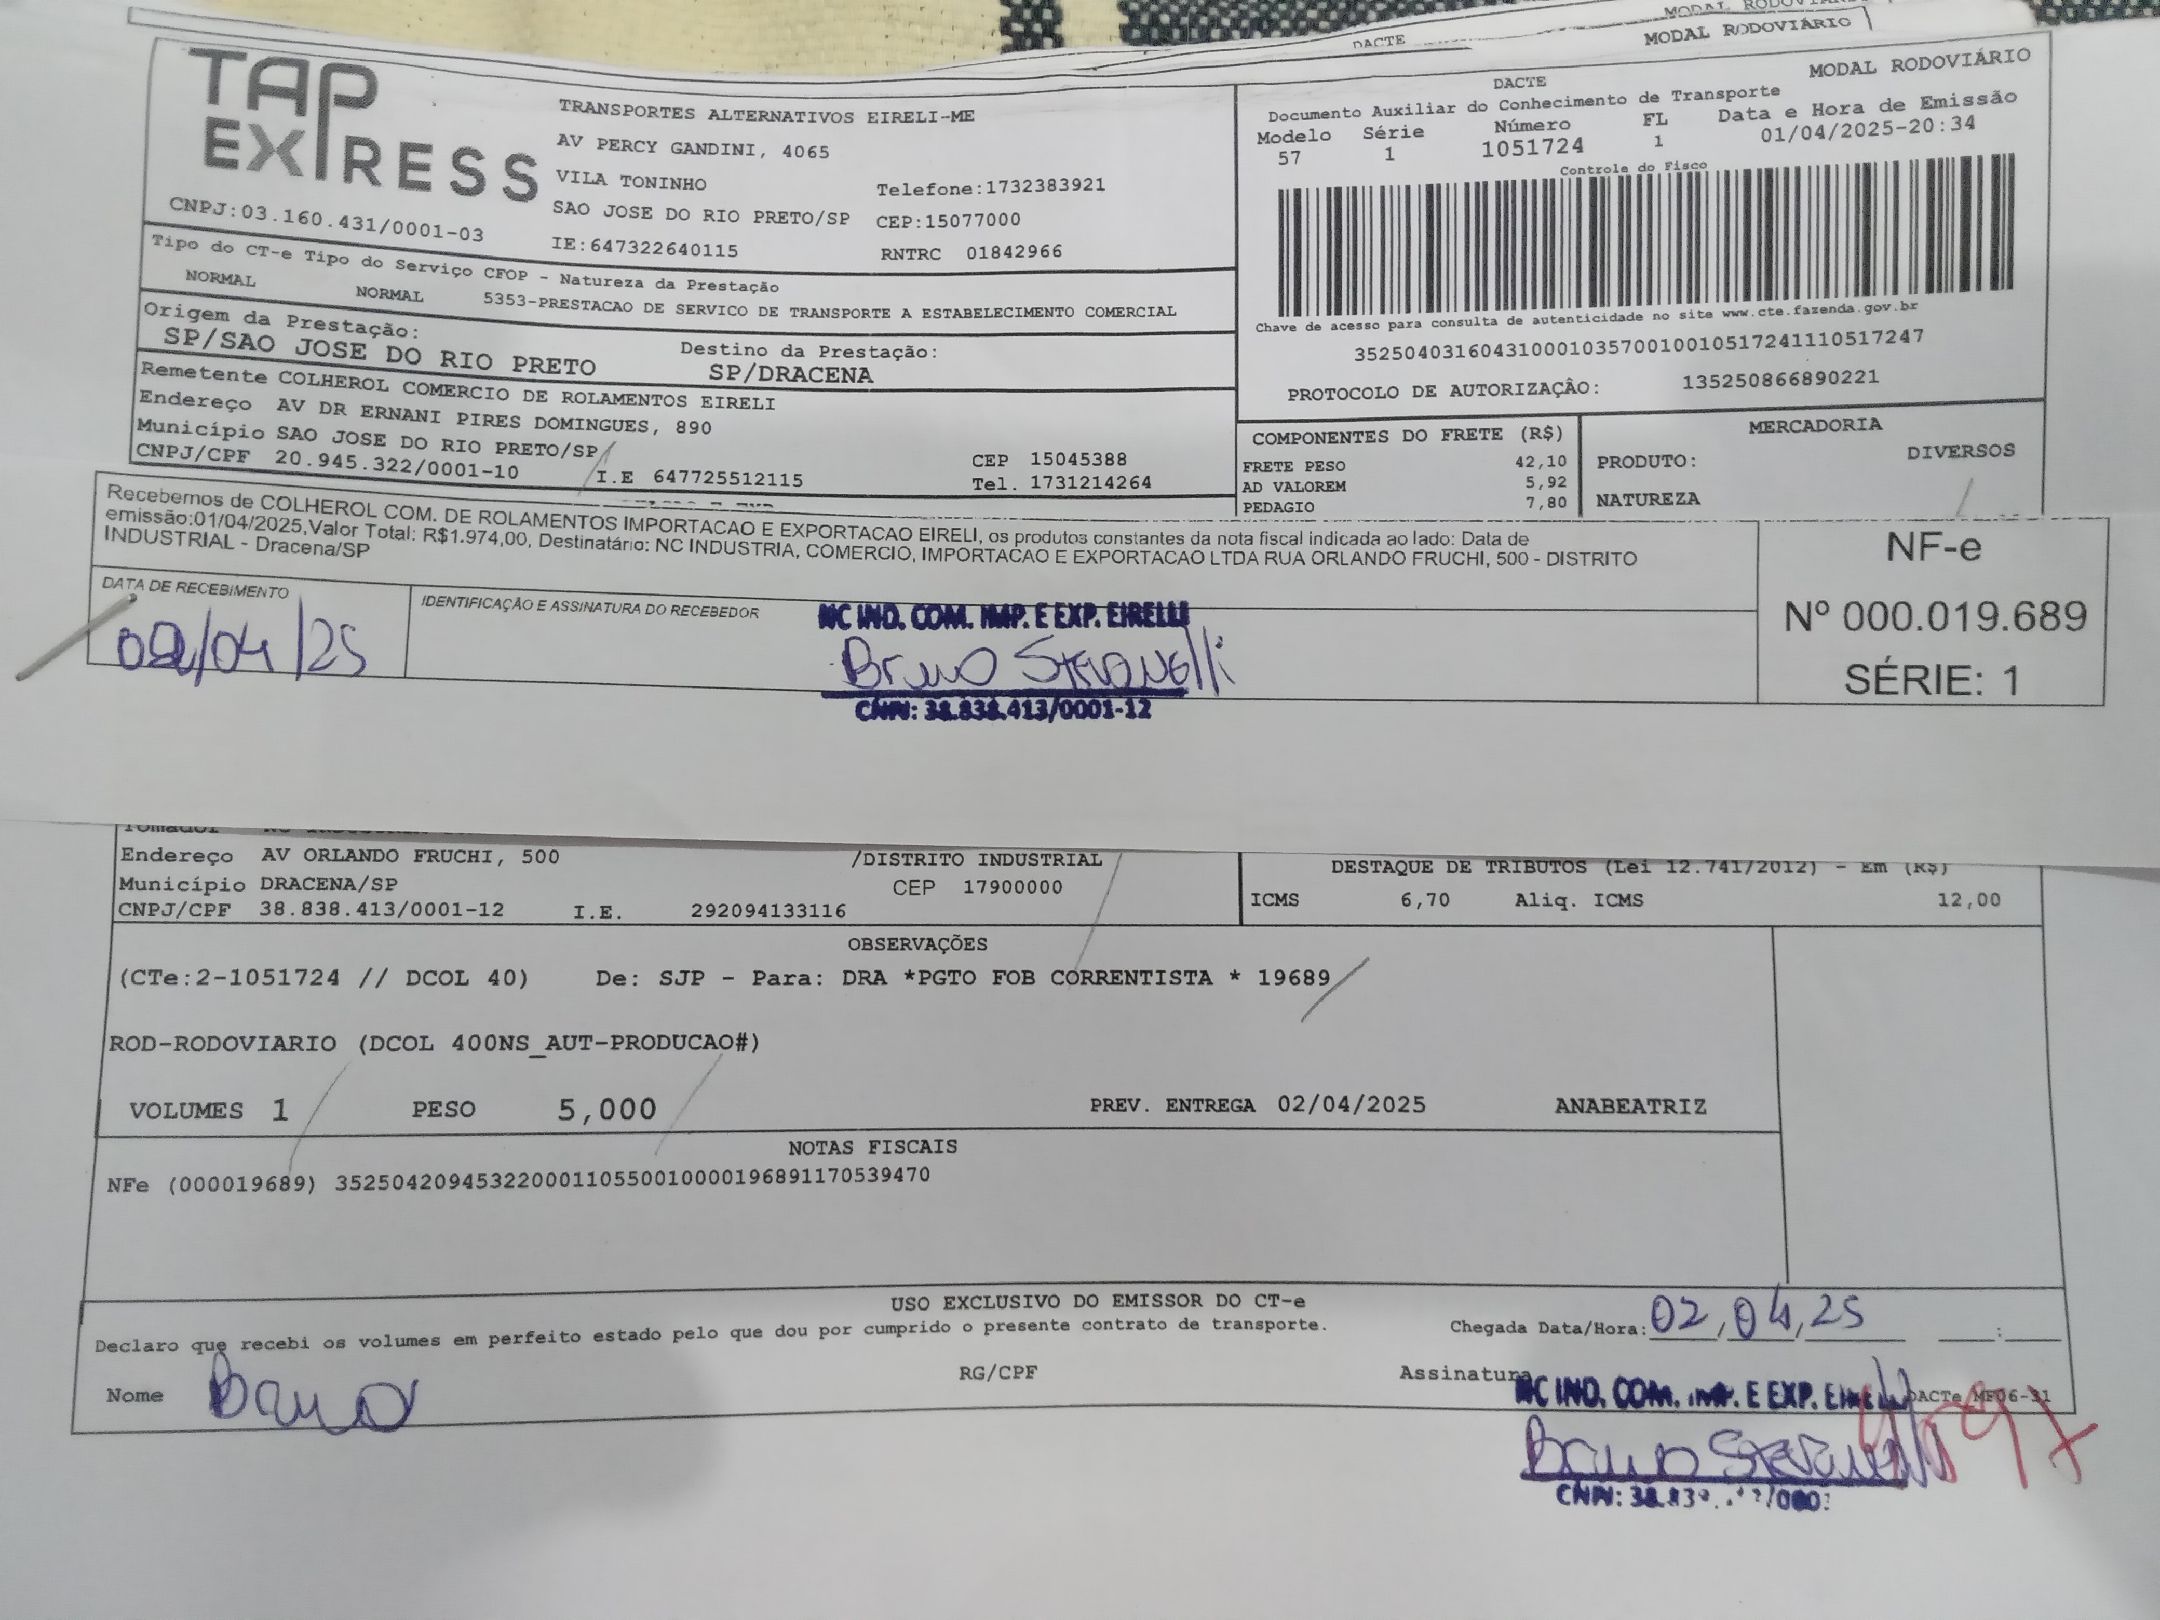 MODAL RODOVIÁRIO
DACTE
MODAL RODOVIÁRIO
TAP EXPRESS
CNPJ:03.160.431/0001-03
TRANSPORTES ALTERNATIVOS EIRELI-ME
AV PERCY GANDINI, 4065
VILA TONINHO
Telefone:1732383921
SAO JOSE DO RIO PRETO/SP CEP:15077000
IE:647322640115 RNTRC 01842966
DACTE MODAL RODOVIÁRIO
Documento Auxiliar do Conhecimento de Transporte
Modelo Série Número FL Data e Hora de Emissão
57 1 1051724 1 01/04/2025-20:34
Controle do Fisco
Chave de acesso para consulta de autenticidade no site www.cte.fazenda.gov.br
35250403160431000103570010010517241110517247
PROTOCOLO DE AUTORIZAÇÃO: 135250866890221
Tipo do CT-e Tipo do Serviço CFOP - Natureza da Prestação
NORMAL NORMAL 5353-PRESTACAO DE SERVICO DE TRANSPORTE A ESTABELECIMENTO COMERCIAL
Origem da Prestação: Destino da Prestação:
SP/SAO JOSE DO RIO PRETO SP/DRACENA
Remetente COLHEROL COMERCIO DE ROLAMENTOS EIRELI
Endereço AV DR ERNANI PIRES DOMINGUES, 890
Município SAO JOSE DO RIO PRETO/SP CEP 15045388
CNPJ/CPF 20.945.322/0001-10 I.E 647725512115 Tel. 1731214264
COMPONENTES DO FRETE (R$)
FRETE PESO 42,10
AD VALOREM 5,92
PEDAGIO 7,80
MERCADORIA
PRODUTO: DIVERSOS
NATUREZA
Recebemos de COLHEROL COM. DE ROLAMENTOS IMPORTACAO E EXPORTACAO EIRELI, os produtos constantes da nota fiscal indicada ao lado: Data de
emissão:01/04/2025,Valor Total: R$1.974,00, Destinatário: NC INDUSTRIA, COMERCIO, IMPORTACAO E EXPORTACAO LTDA RUA ORLANDO FRUCHI, 500 - DISTRITO
INDUSTRIAL - Dracena/SP
NF-e
Nº 000.019.689
SÉRIE: 1
DATA DE RECEBIMENTO
02/04/25
IDENTIFICAÇÃO E ASSINATURA DO RECEBEDOR
NC IND. COM. IMP. E EXP. EIRELLI
Bruno Stevanelli
CNPJ: 38.838.413/0001-12
Tomador
Endereço AV ORLANDO FRUCHI, 500 /DISTRITO INDUSTRIAL
Município DRACENA/SP CEP 17900000
CNPJ/CPF 38.838.413/0001-12 I.E. 292094133116
DESTAQUE DE TRIBUTOS (Lei 12.741/2012) - Em (R$)
ICMS 6,70 Aliq. ICMS 12,00
OBSERVAÇÕES
(CTe:2-1051724 // DCOL 40) De: SJP - Para: DRA *PGTO FOB CORRENTISTA * 19689
ROD-RODOVIARIO (DCOL 400NS_AUT-PRODUCAO#)
VOLUMES 1 PESO 5,000 PREV. ENTREGA 02/04/2025 ANABEATRIZ
NOTAS FISCAIS
NFe (000019689) 35250420945322000110550010000196891170539470
USO EXCLUSIVO DO EMISSOR DO CT-e
Declaro que recebi os volumes em perfeito estado pelo que dou por cumprido o presente contrato de transporte.
Chegada Data/Hora: 02/04/25 __:__
Nome Bruno RG/CPF Assinatura
NC IND. COM. IMP. E EXP. EIRELLI
DACTe MF06-31
Bruno Stevanelli
CNPJ: 38.83